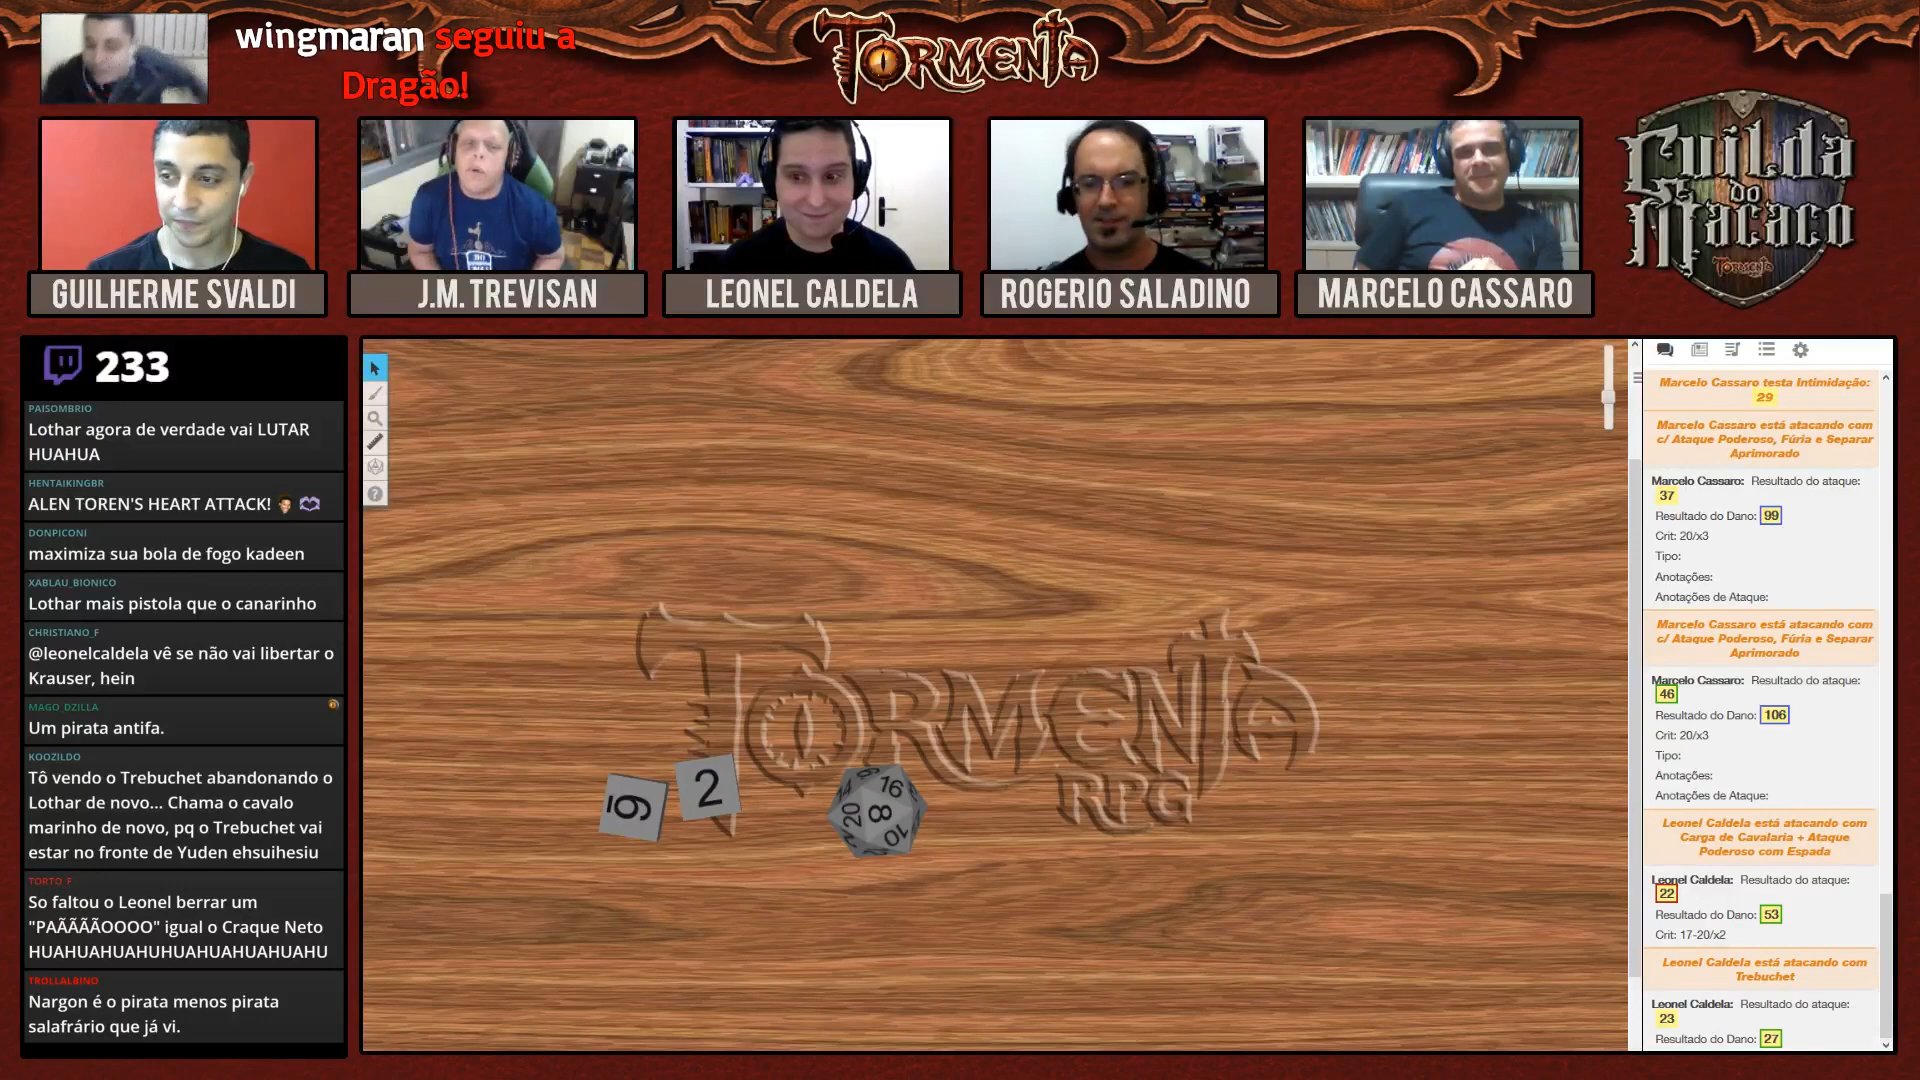 wingmaran seguiu a
Dragão!
TORMENTA
GUILHERME SVALDI
J.M. TREVISAN
LEONEL CALDELA
ROGERIO SALADINO
MARCELO CASSARO
Guilda
do
Macaco
TORMENTA
233
PAISOMBRIO
Lothar agora de verdade vai LUTAR
HUAHUA
HENTAIKINGBR
ALEN TOREN'S HEART ATTACK!
DONPICONI
maximiza sua bola de fogo kadeen
XABLAU_BIONICO
Lothar mais pistola que o canarinho
CHRISTIANO_F
@leonelcaldela vê se não vai libertar o
Krauser, hein
MAGO_DZILLA
Um pirata antifa.
KOOZILDO
Tô vendo o Trebuchet abandonando o
Lothar de novo... Chama o cavalo
marinho de novo, pq o Trebuchet vai
estar no fronte de Yuden ehsuihesiu
TORTO_F
So faltou o Leonel berrar um
"PAÃÃÃÃOOOO" igual o Craque Neto
HUAHUAHUAHUHUAHUAHUAHUAHU
TROLLALBINO
Nargon é o pirata menos pirata
salafrário que já vi.
TORMENTA
RPG
6
2
16
20
8
10
Marcelo Cassaro testa Intimidação:
29
Marcelo Cassaro está atacando com
c/ Ataque Poderoso, Fúria e Separar
Aprimorado
Marcelo Cassaro: Resultado do ataque:
37
Resultado do Dano: 99
Crit: 20/x3
Tipo:
Anotações:
Anotações de Ataque:
Marcelo Cassaro está atacando com
c/ Ataque Poderoso, Fúria e Separar
Aprimorado
Marcelo Cassaro: Resultado do ataque:
46
Resultado do Dano: 106
Crit: 20/x3
Tipo:
Anotações:
Anotações de Ataque:
Leonel Caldela está atacando com
Carga de Cavalaria + Ataque
Poderoso com Espada
Leonel Caldela: Resultado do ataque:
22
Resultado do Dano: 53
Crit: 17-20/x2
Leonel Caldela está atacando com
Trebuchet
Leonel Caldela: Resultado do ataque:
23
Resultado do Dano: 27